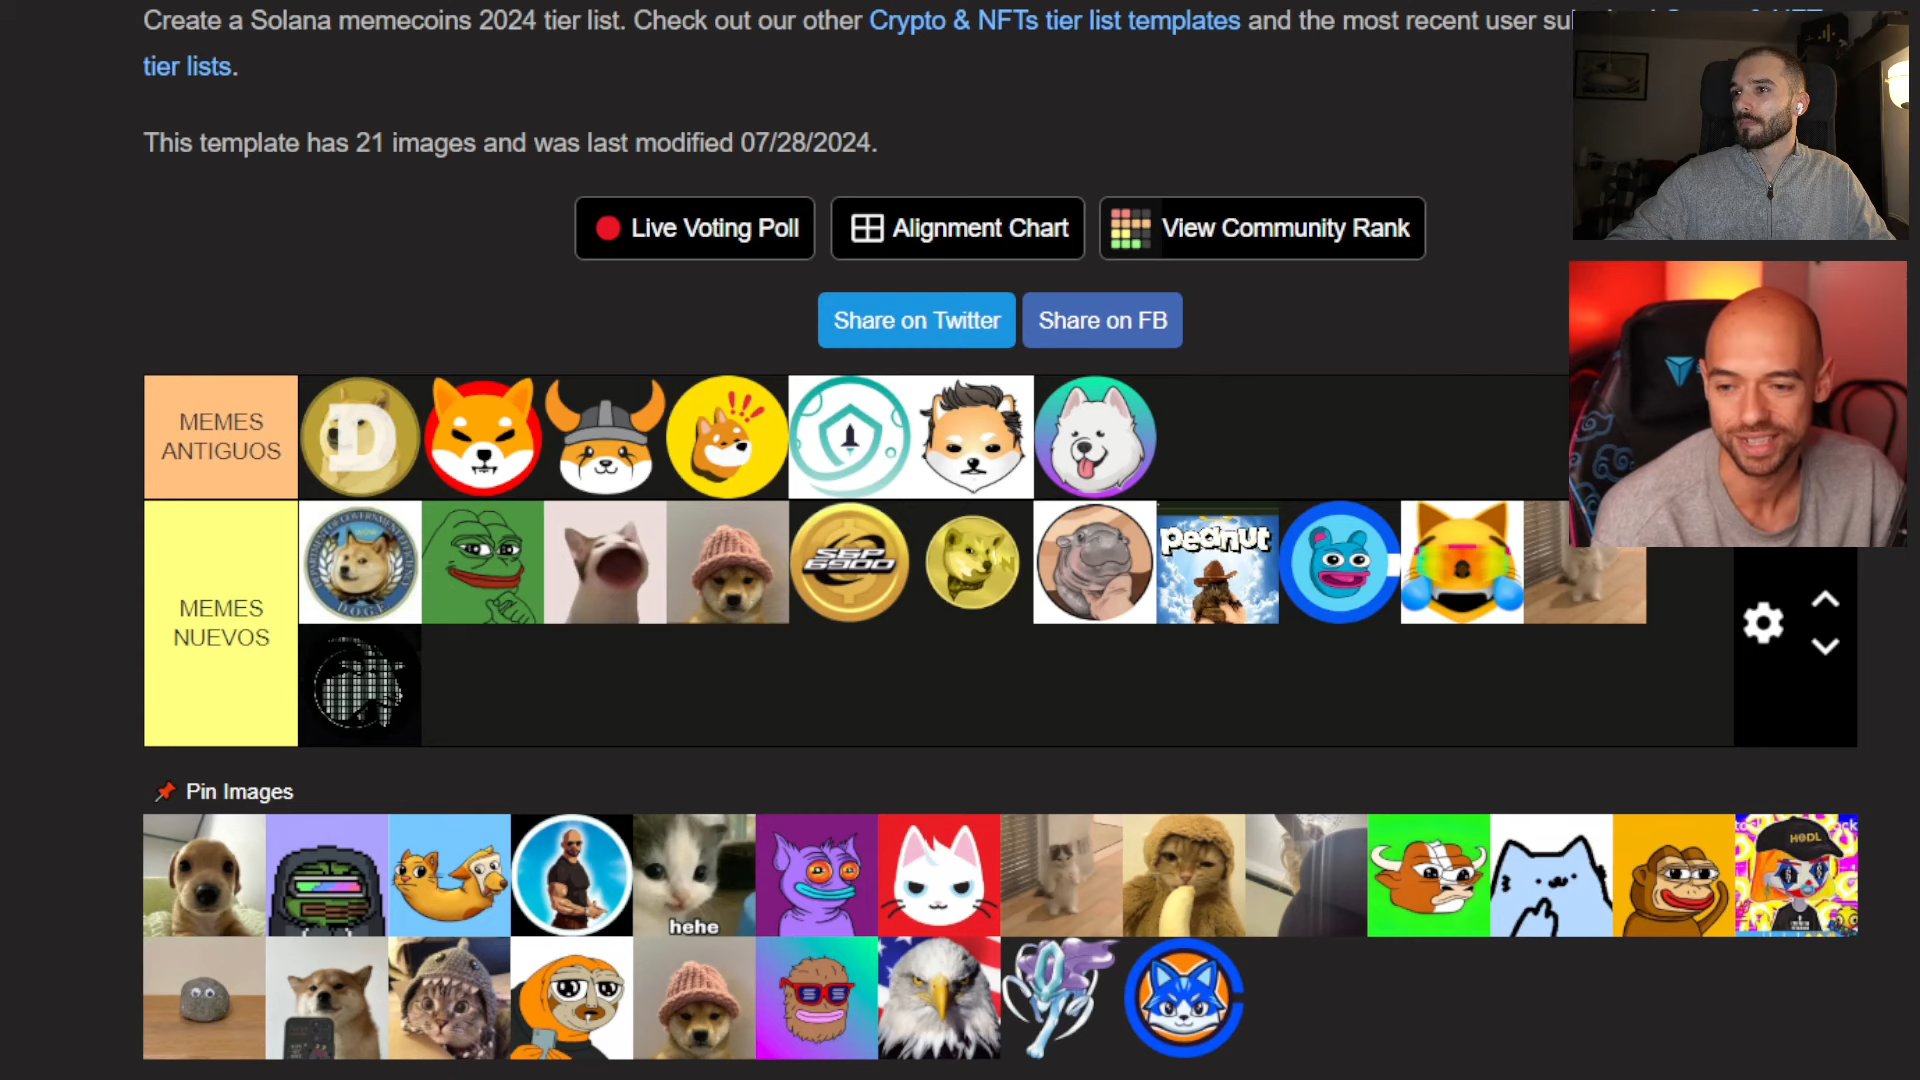 Create a Solana memecoins 2024 tier list. Check out our other Crypto & NFTs tier list templates and the most recent user
tier lists.
This template has 21 images and was last modified 07/28/2024.
Live Voting Poll
Alignment Chart
View Community Rank
Share on Twitter
Share on FB
MEMES
ANTIGUOS
D
MEMES
NUEVOS
D.O.G.E
6900
N
peanut
Pin Images
hehe
HODL